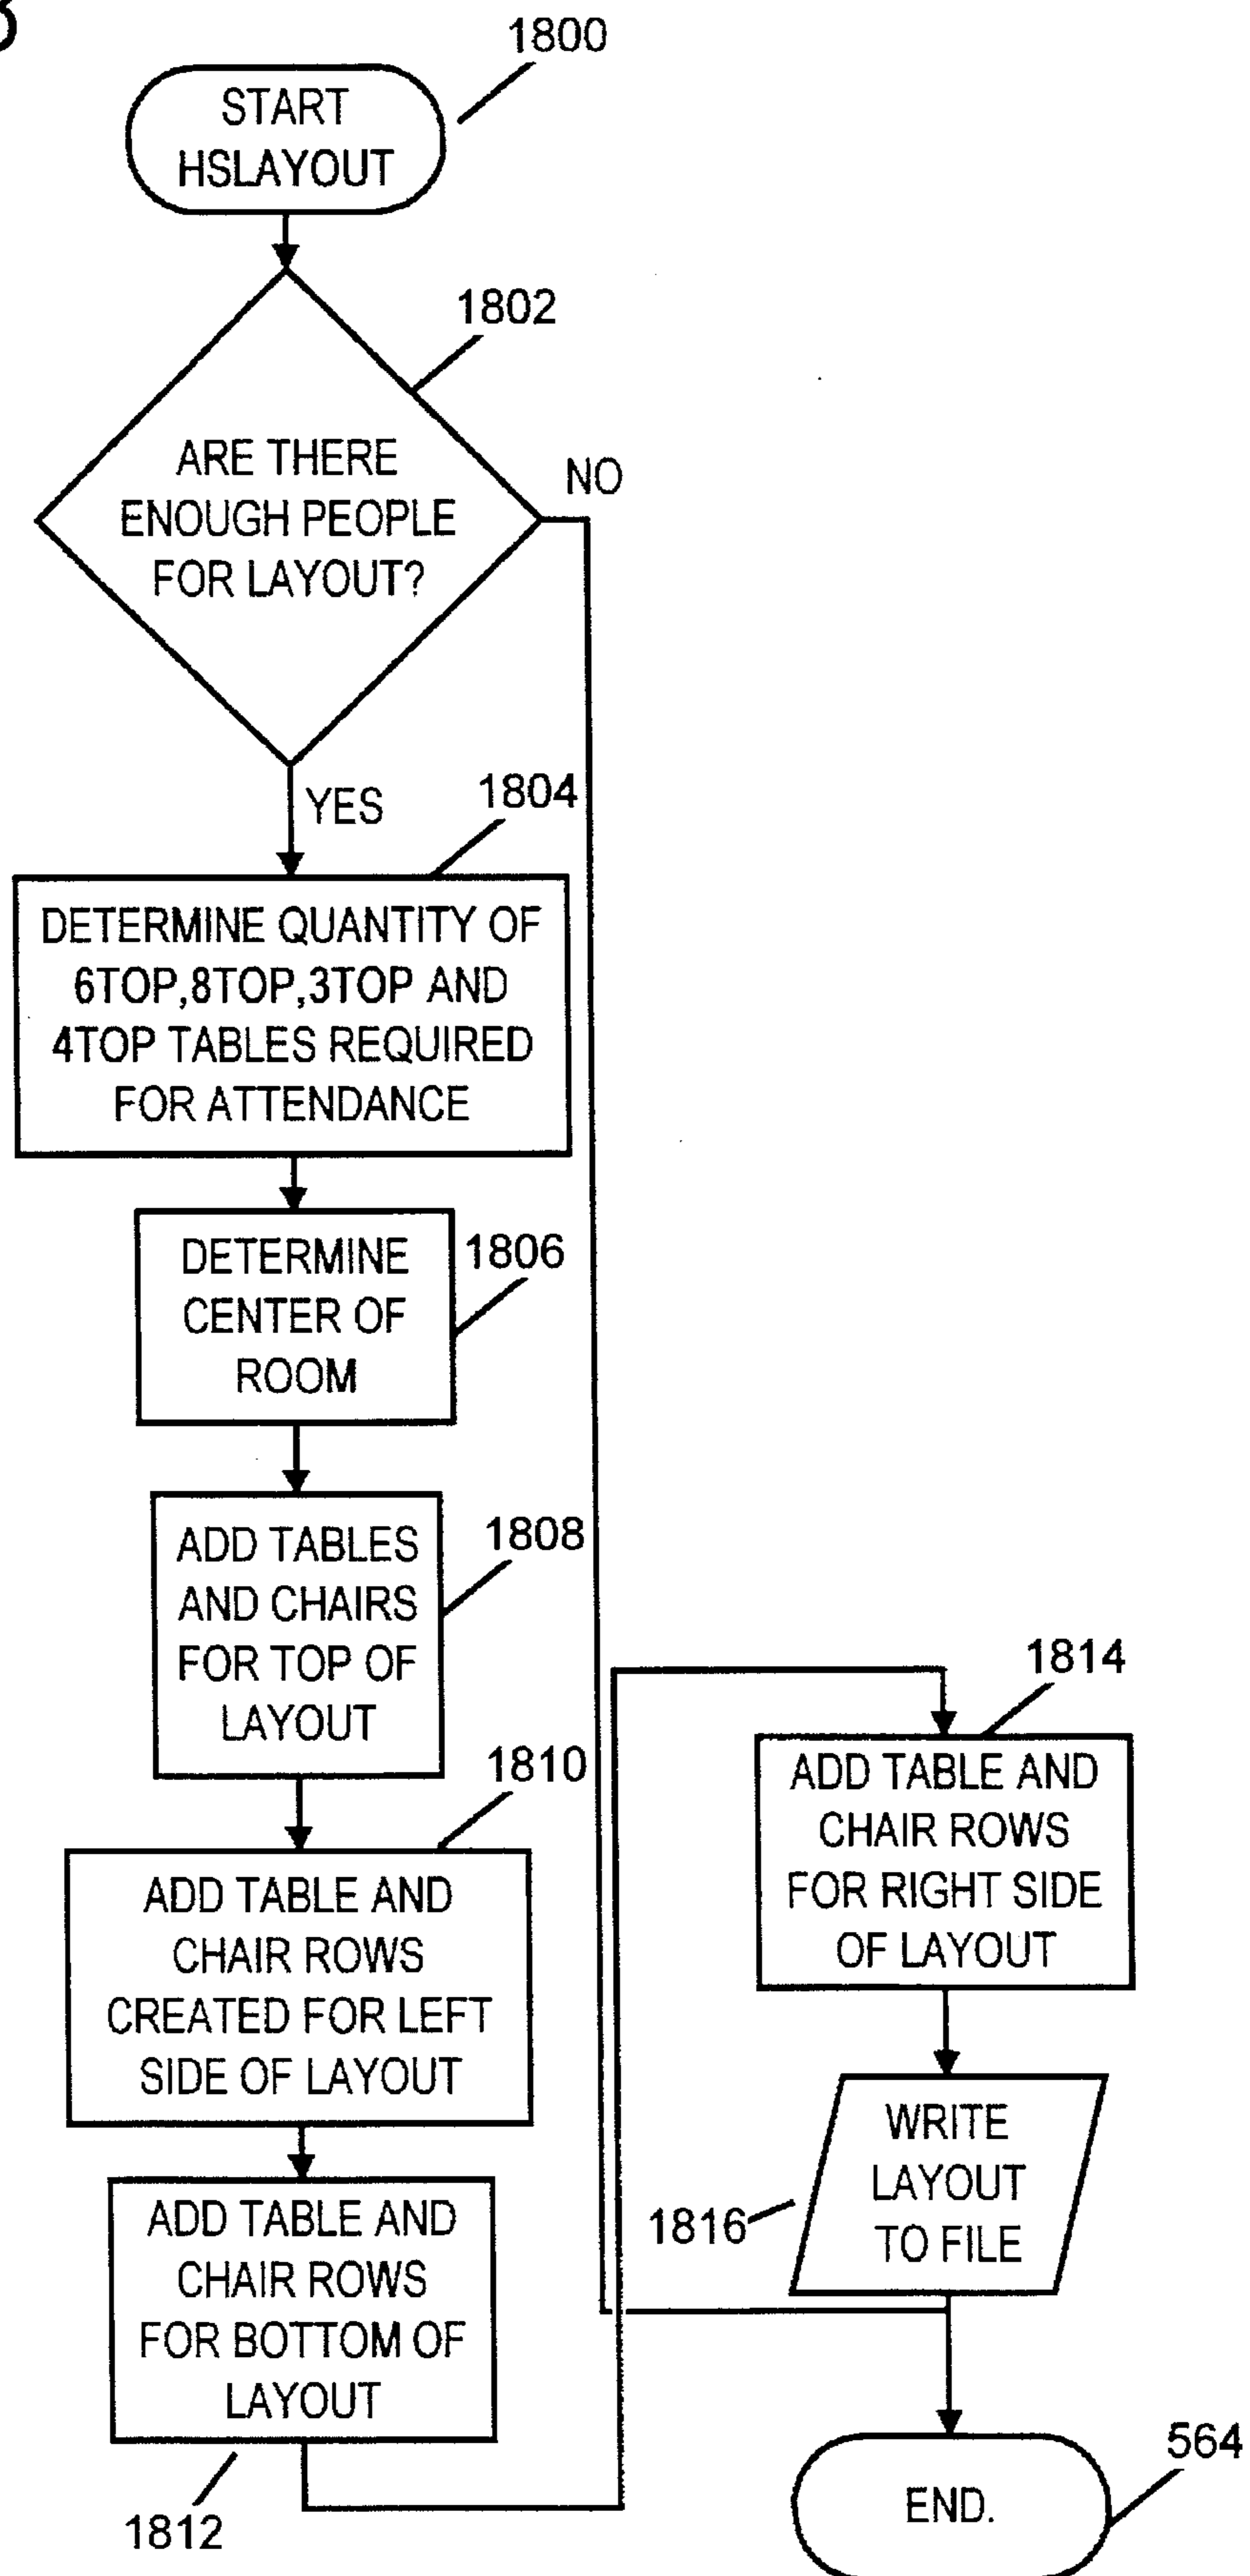 1800
START
HSLAYOUT
1802
ARE THERE
ENOUGH PEOPLE
FOR LAYOUT?
NO
YES
1804
DETERMINE QUANTITY OF
6TOP,8TOP,3TOP AND
4TOP TABLES REQUIRED
FOR ATTENDANCE
DETERMINE
CENTER OF
ROOM
1806
ADD TABLES
AND CHAIRS
FOR TOP OF
LAYOUT
1808
1810
ADD TABLE AND
CHAIR ROWS
CREATED FOR LEFT
SIDE OF LAYOUT
ADD TABLE AND
CHAIR ROWS
FOR BOTTOM OF
LAYOUT
1812
1814
ADD TABLE AND
CHAIR ROWS
FOR RIGHT SIDE
OF LAYOUT
WRITE
LAYOUT
TO FILE
1816
564
END.